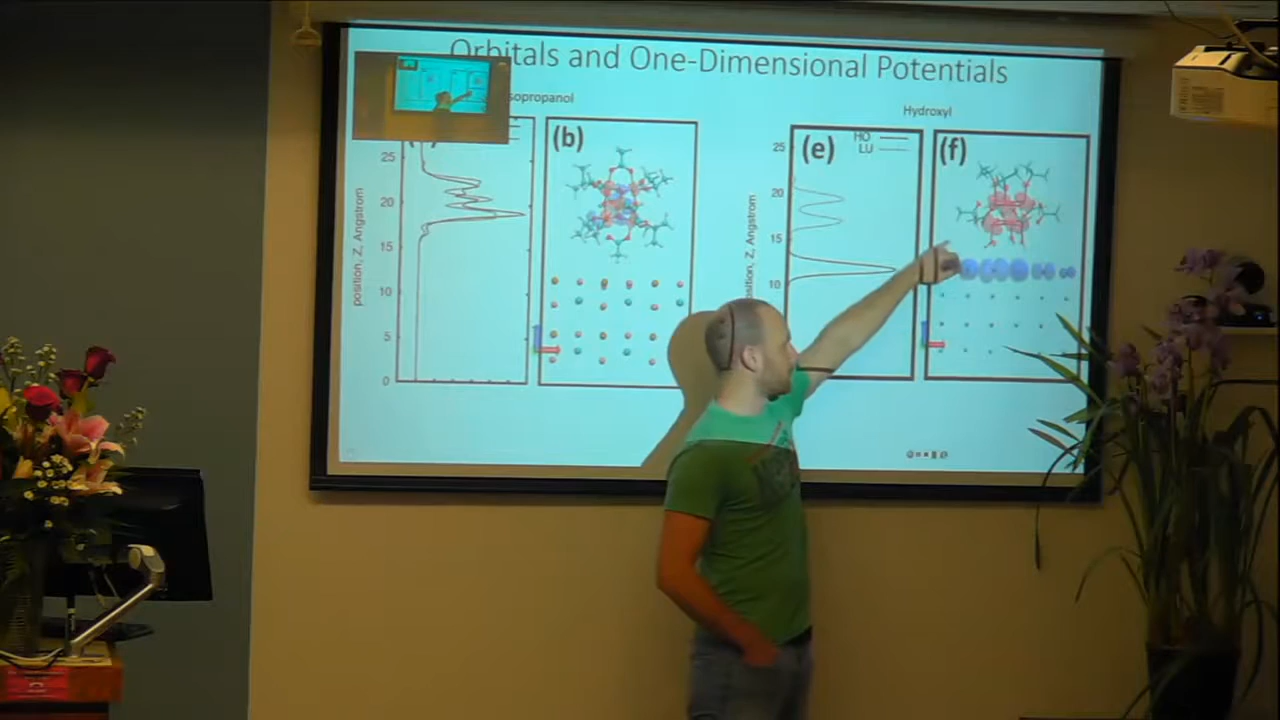 Orbitals and One-Dimensional Potentials
sopropanol
Hydroxyl
(b)
(e)
HO
LU
(f)
25
20
15
10
5
0
position, Z, Angstrom
25
20
15
10
sition, Z, Angstrom